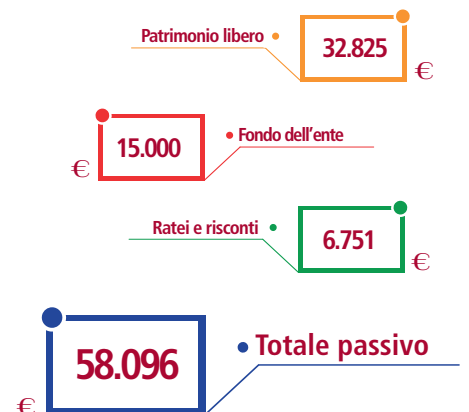 Patrimonio libero •
32.825
€
15.000
€
• Fondo dell'ente
Ratei e risconti •
6.751
€
58.096
€
• Totale passivo